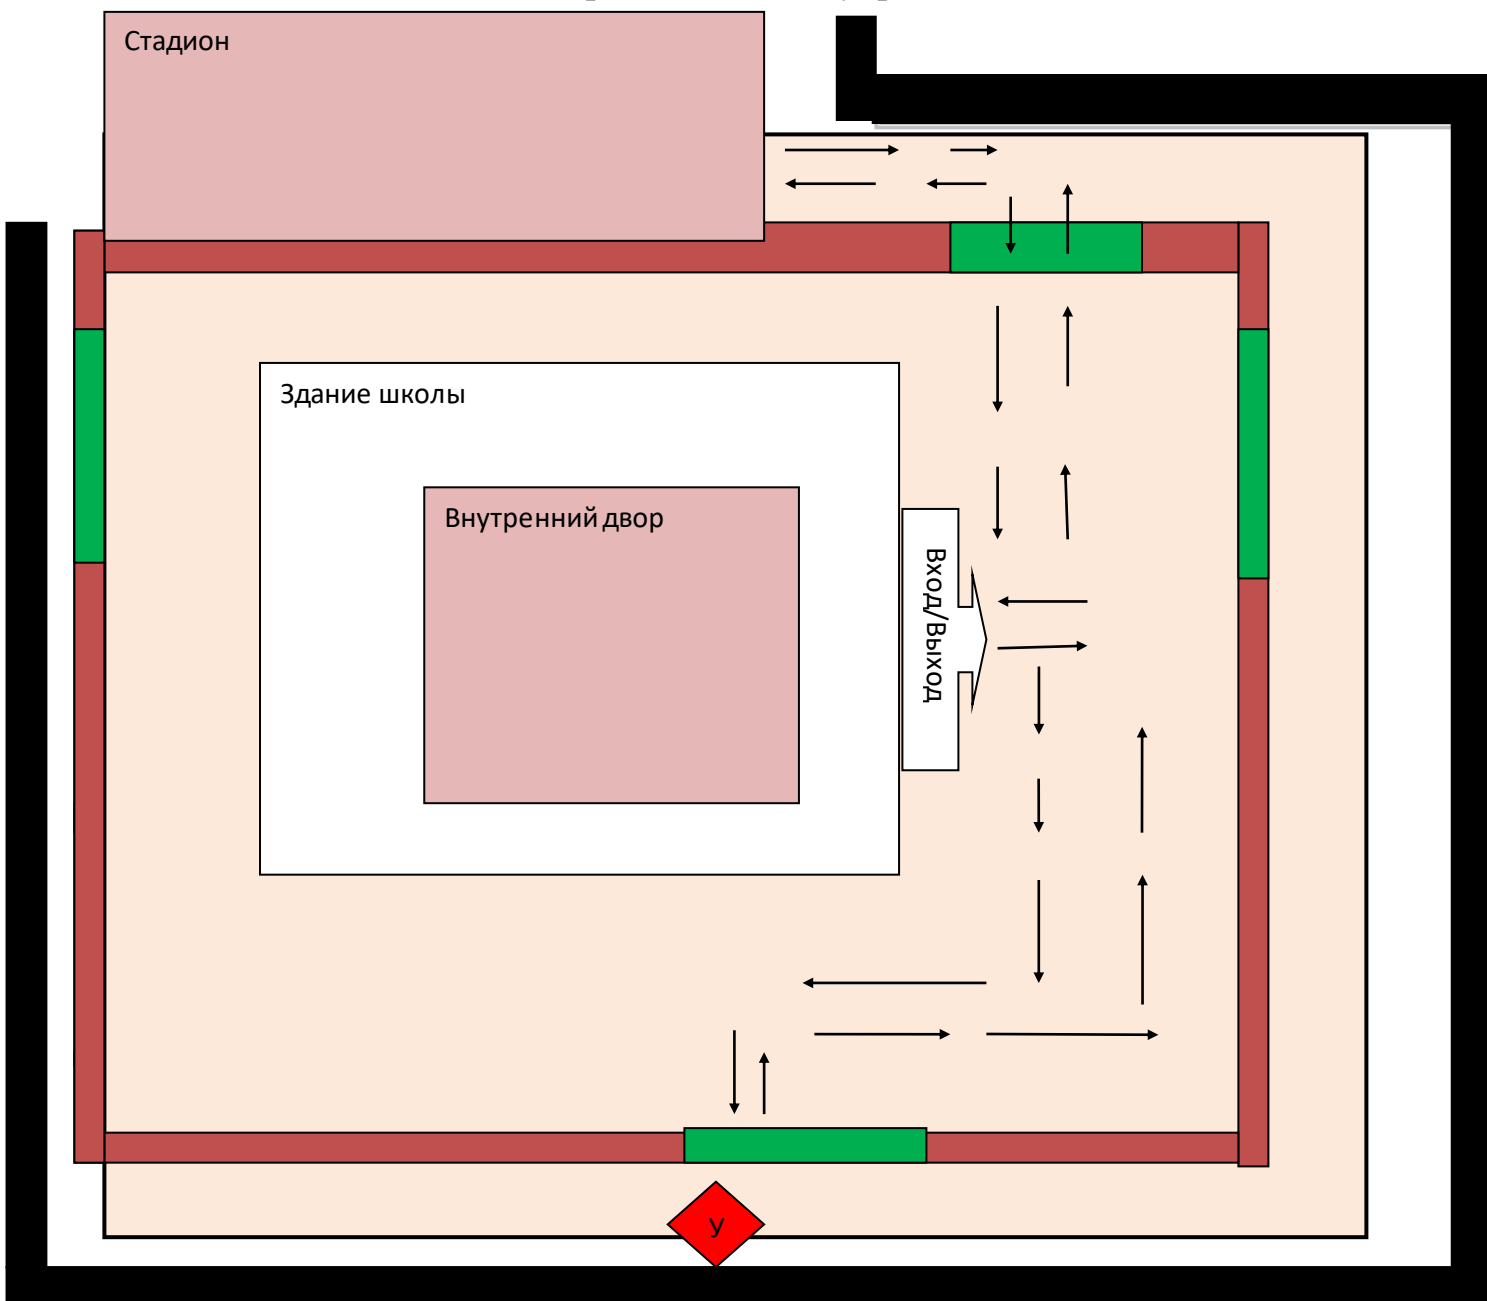 Стадион
Здание школы
Внутренний двор
Вход/Выход
У